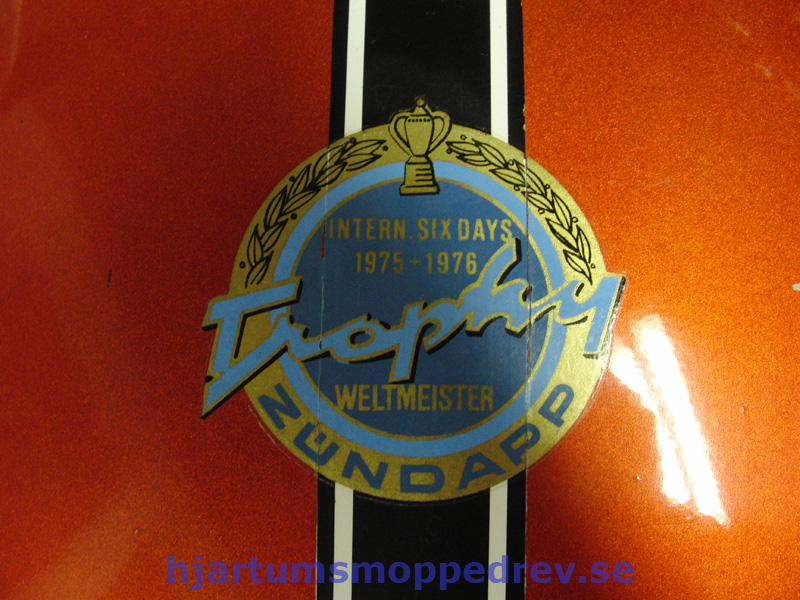 INTERN. SIX DAYS
1975+1976
Trophy
WELTMEISTER
ZÜNDAPP
hjartumsmoppedrev.se